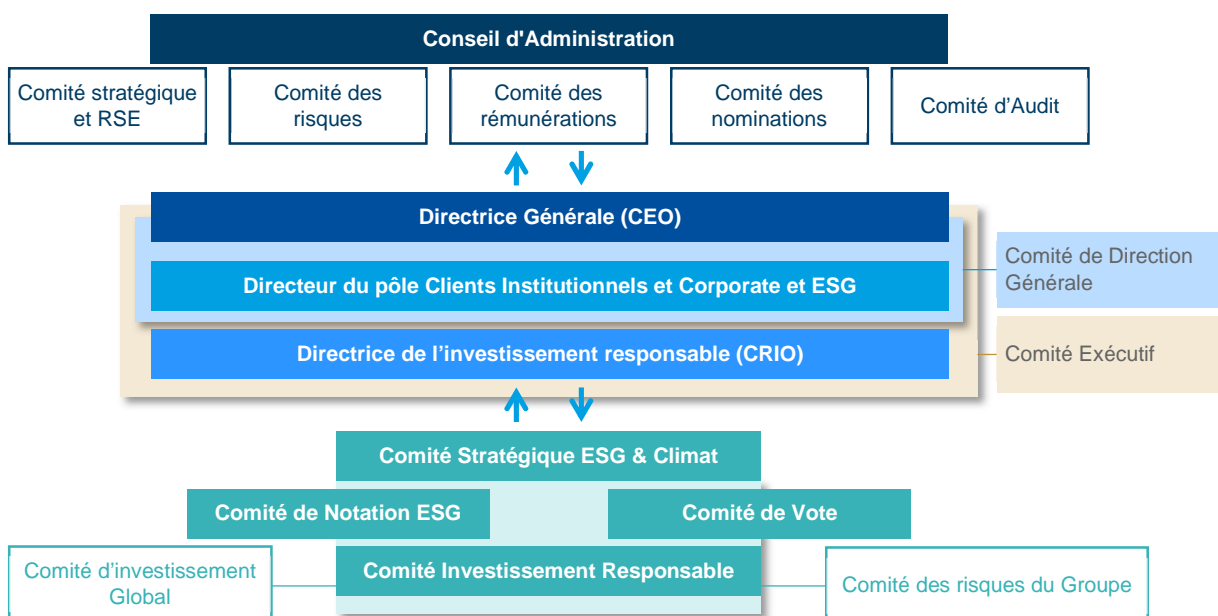 Conseil d'Administration
Comité stratégique
et RSE
Comité des
risques
Comité des
rémunérations
Comité des
nominations
Comité d’Audit
Directrice Générale (CEO)
Directeur du pôle Clients Institutionnels et Corporate et ESG
Comité de Direction
Générale
Directrice de l’investissement responsable (CRIO)
Comité Exécutif
Comité Stratégique ESG & Climat
Comité de Notation ESG
Comité de Vote
Comité d’investissement
Global
Comité Investissement Responsable
Comité des risques du Groupe